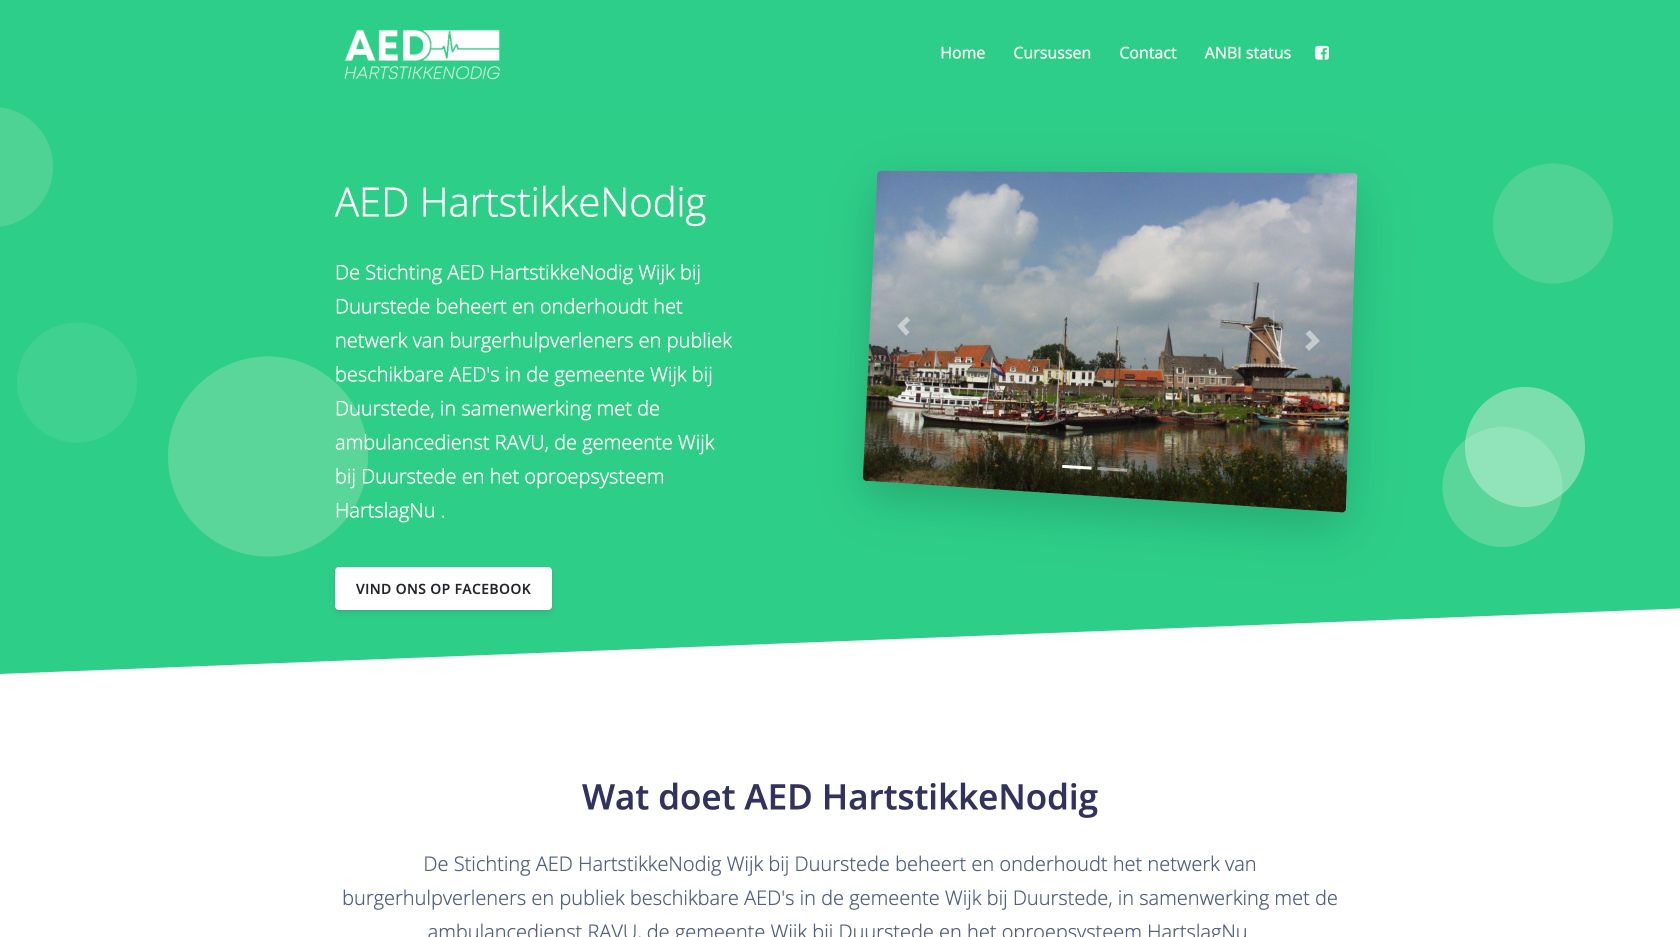 AED
HARTSTIKKENODIG
Home Cursussen Contact ANBI status
AED HartstikkeNodig
De Stichting AED HartstikkeNodig Wijk bij
Duurstede beheert en onderhoudt het
netwerk van burgerhulpverleners en publiek
beschikbare AED's in de gemeente Wijk bij
Duurstede, in samenwerking met de
ambulancedienst RAVU, de gemeente Wijk
bij Duurstede en het oproepsysteem
HartslagNu .
VIND ONS OP FACEBOOK
Wat doet AED HartstikkeNodig
De Stichting AED HartstikkeNodig Wijk bij Duurstede beheert en onderhoudt het netwerk van
burgerhulpverleners en publiek beschikbare AED's in de gemeente Wijk bij Duurstede, in samenwerking met de
ambulancedienst RAVU, de gemeente Wijk bij Duurstede en het oproepsysteem HartslagNu